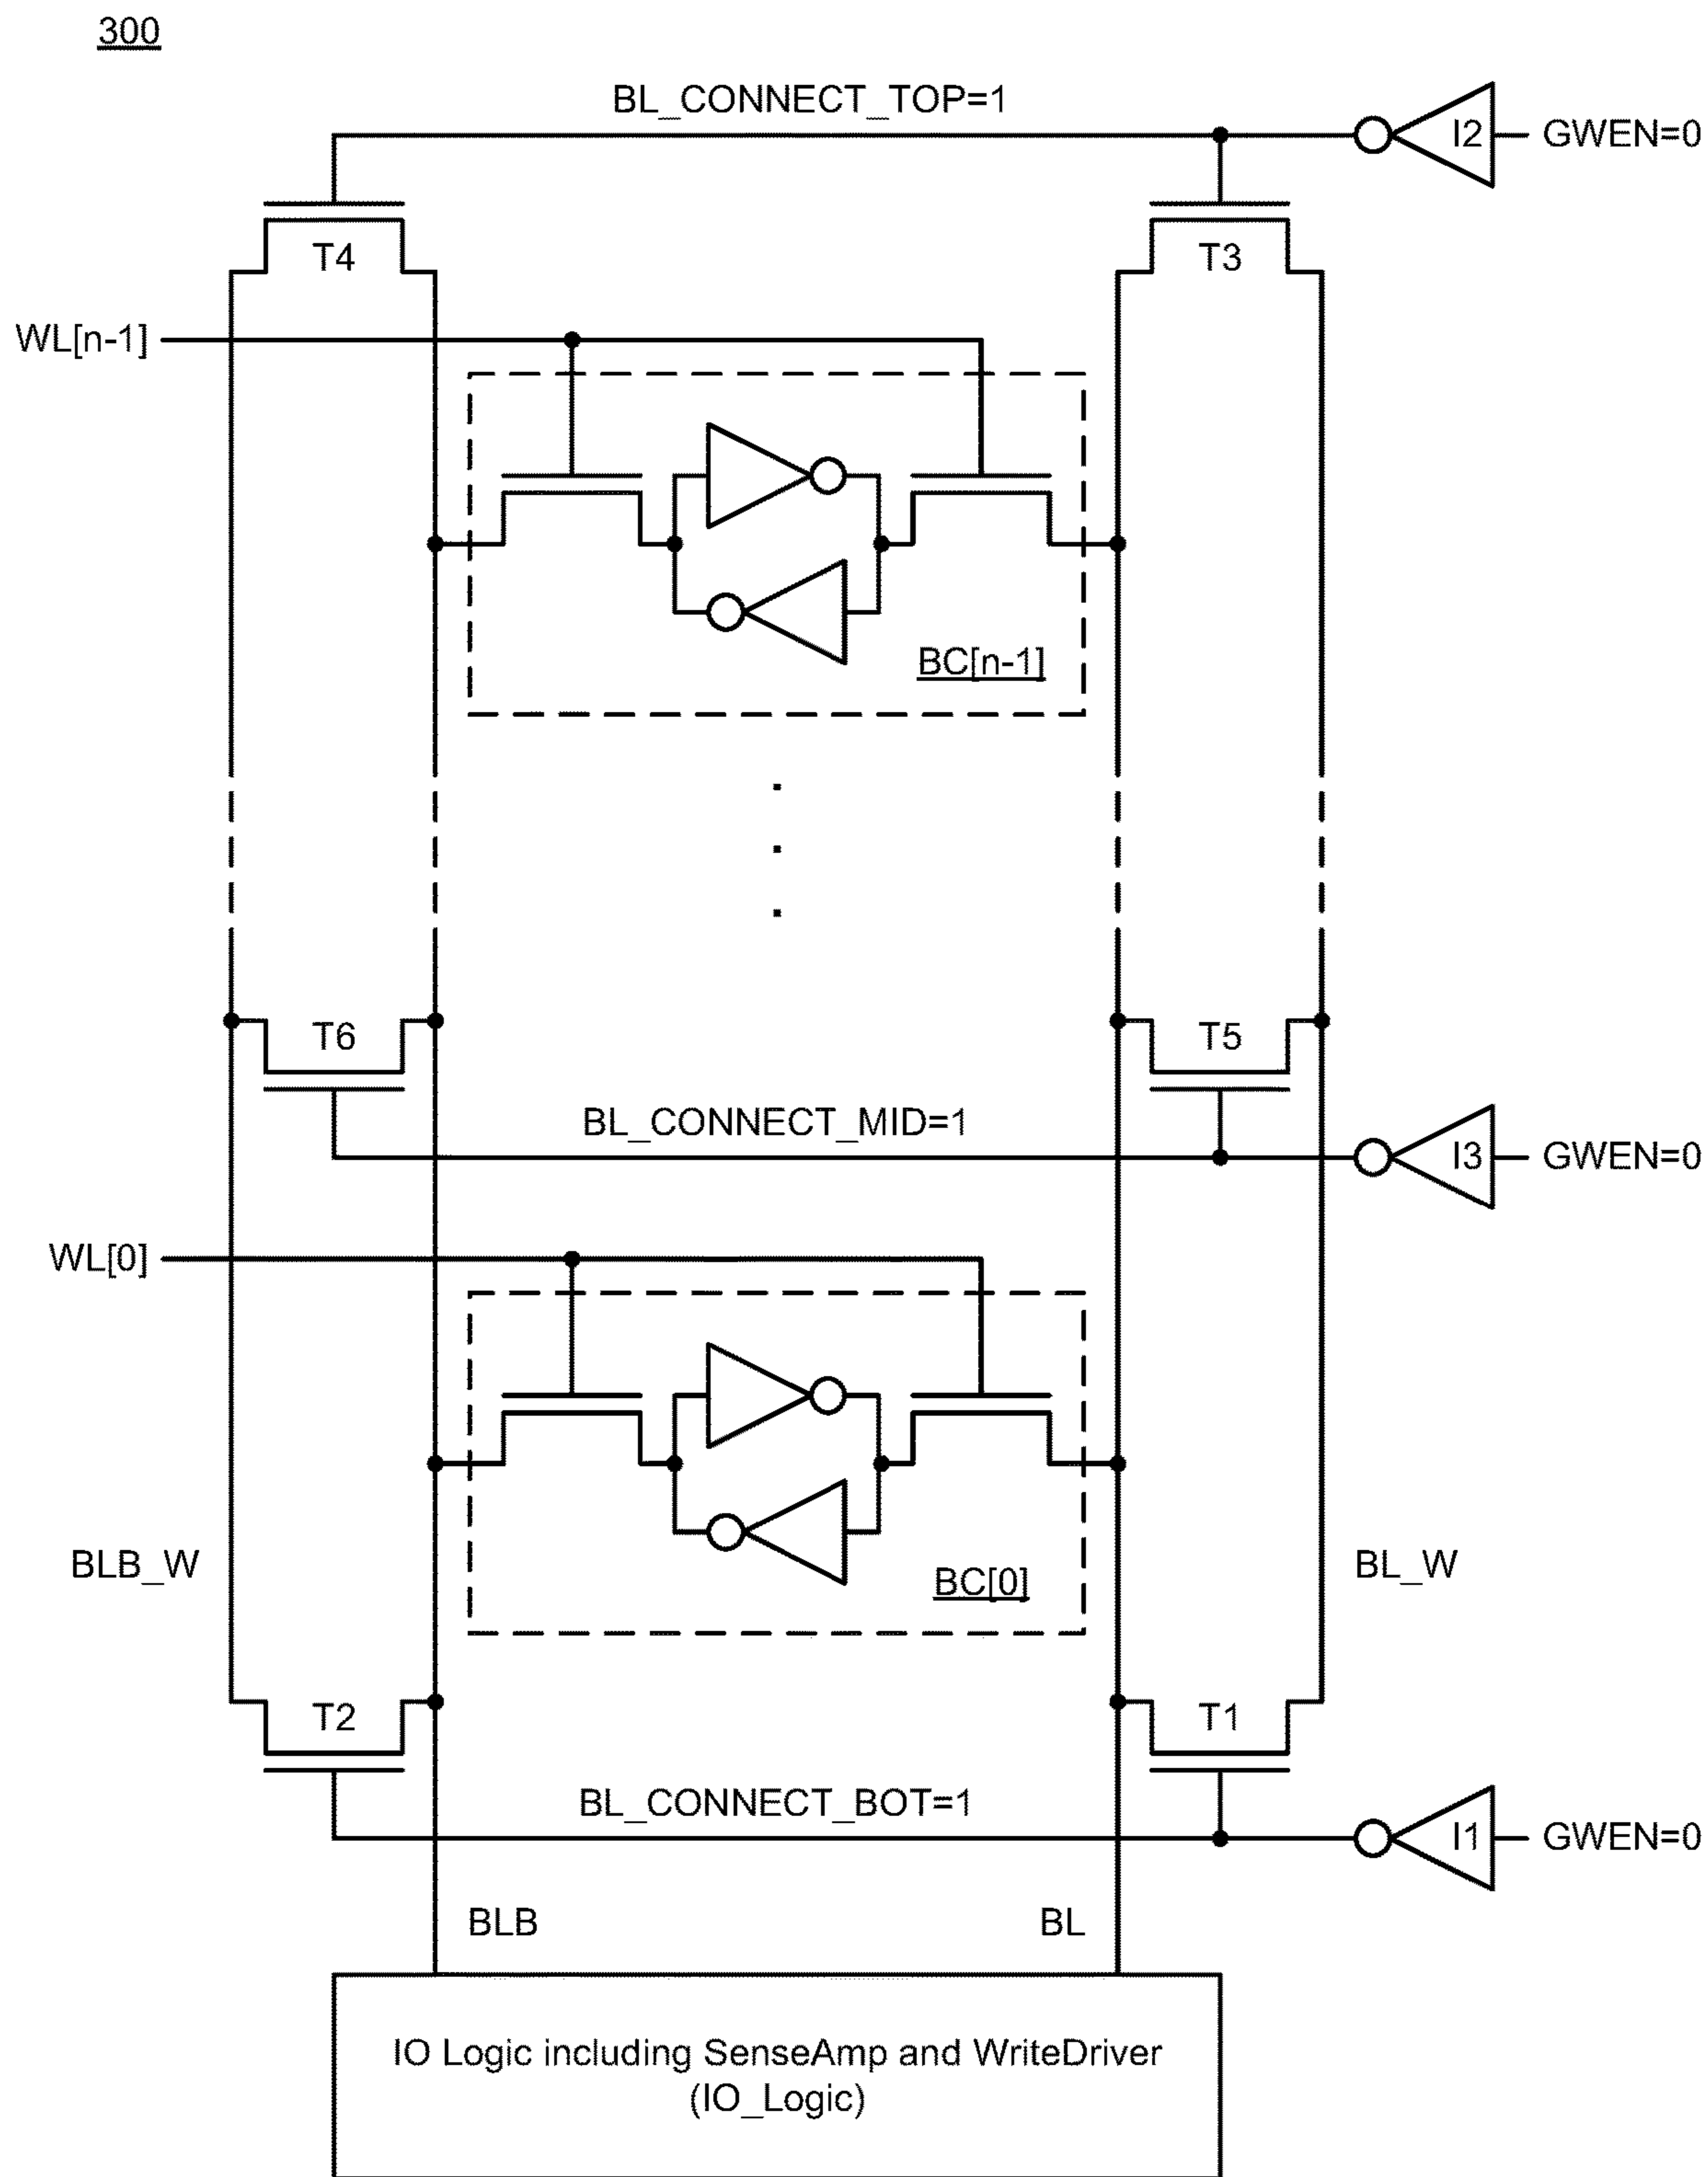 300
BL_CONNECT_TOP=1
I2
GWEN=0
T4
T3
WL[n-1]
BC[n-1]
T6
T5
BL_CONNECT_MID=1
I3
GWEN=0
WL[0]
BLB_W
BC[0]
BL_W
T2
T1
BL_CONNECT_BOT=1
I1
GWEN=0
BLB
BL
IO Logic including SenseAmp and WriteDriver
(IO_Logic)